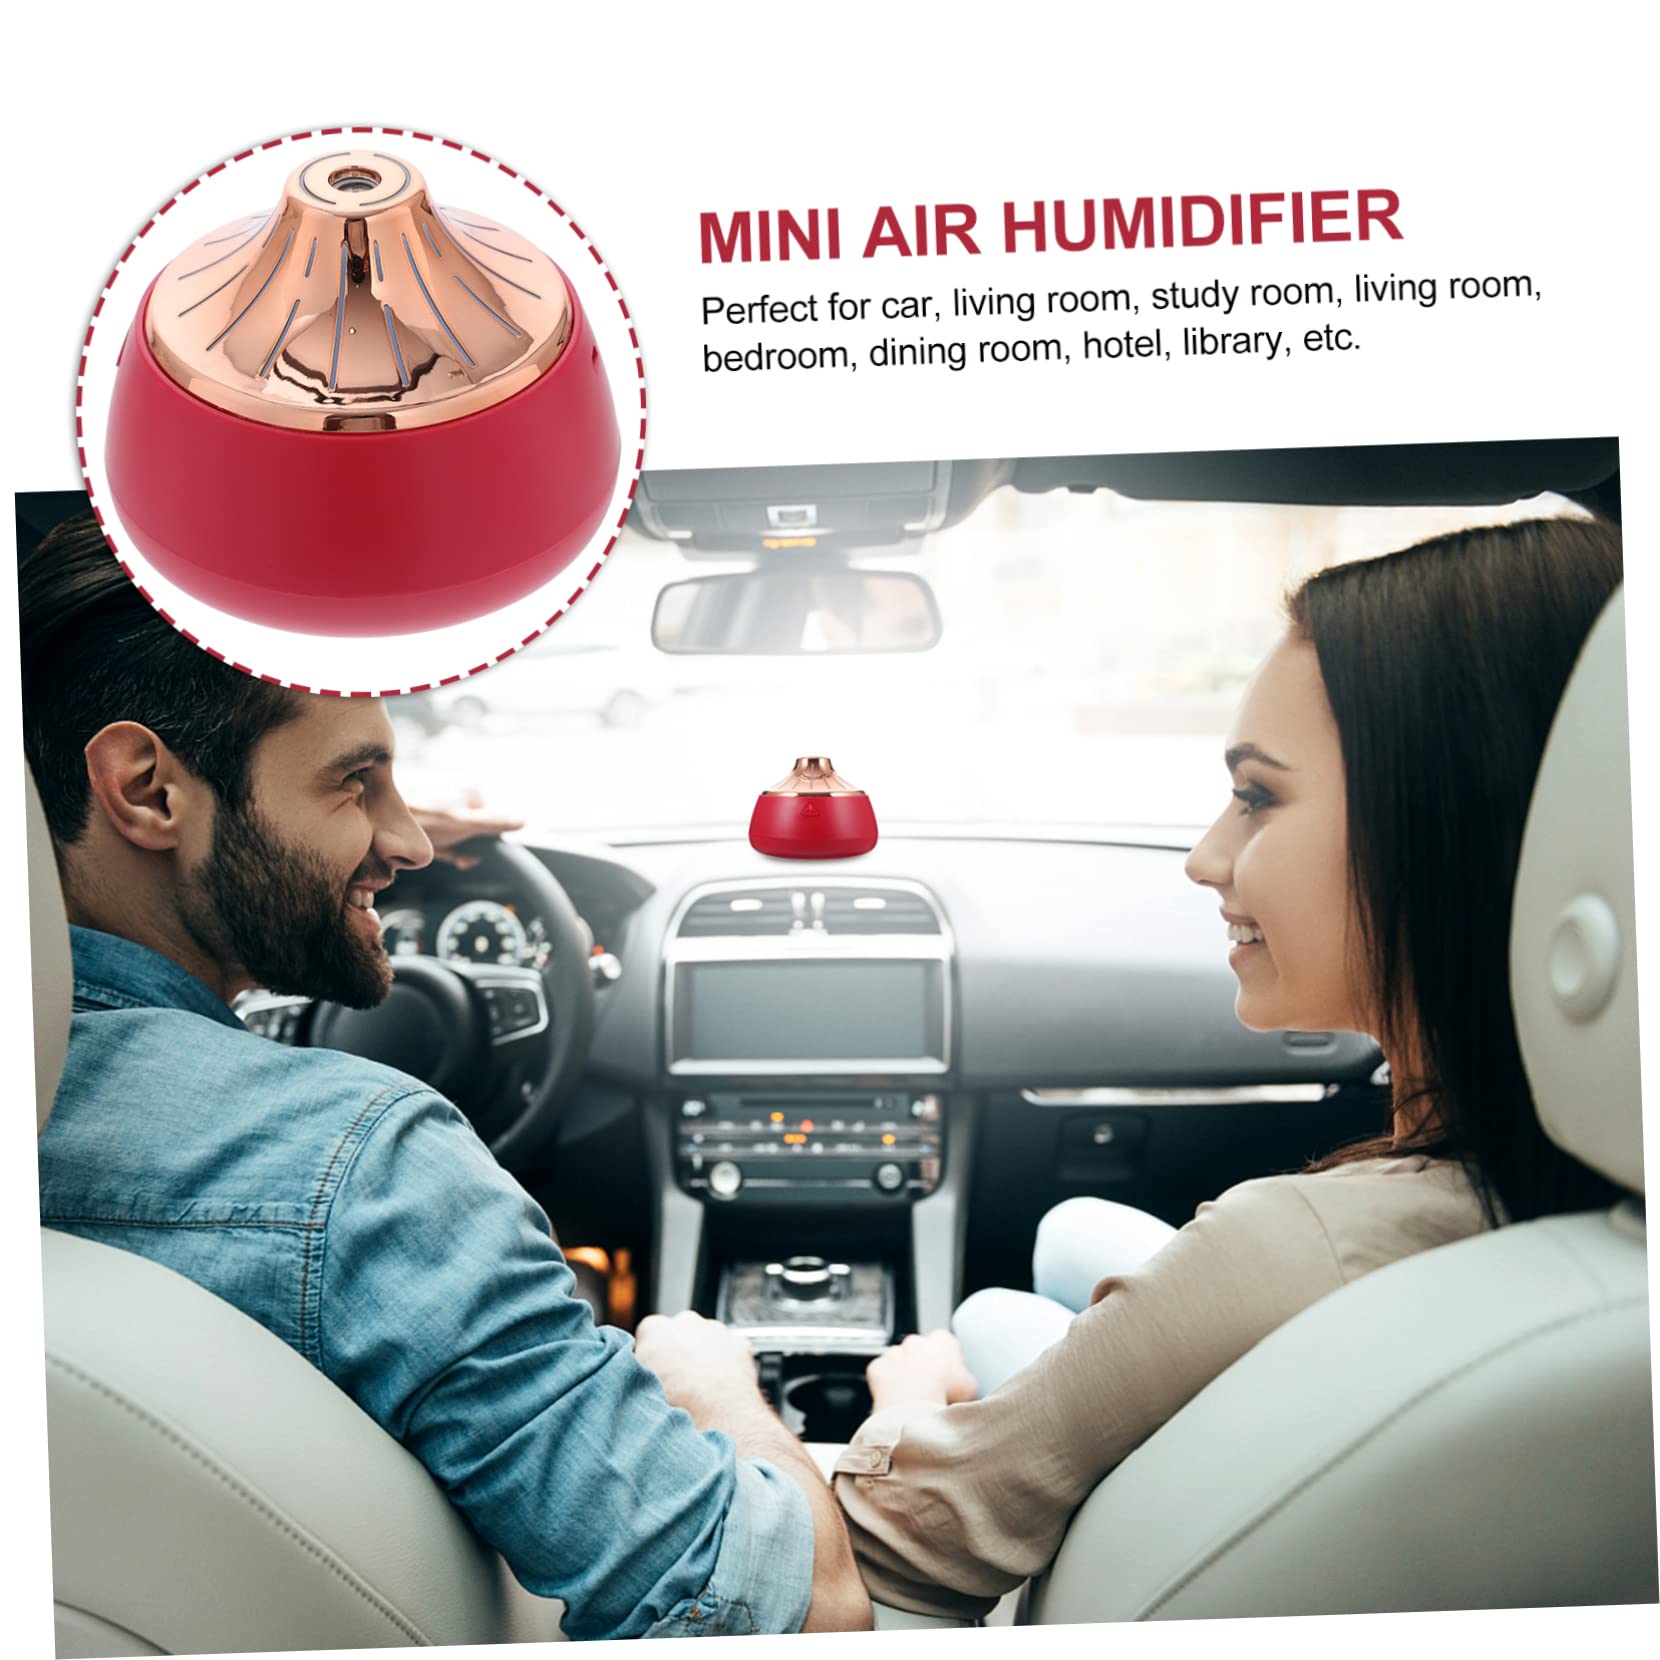 MINI AIR HUMIDIFIER
Perfect for car, living room, study room, living room,
bedroom, dining room, hotel, library, etc.